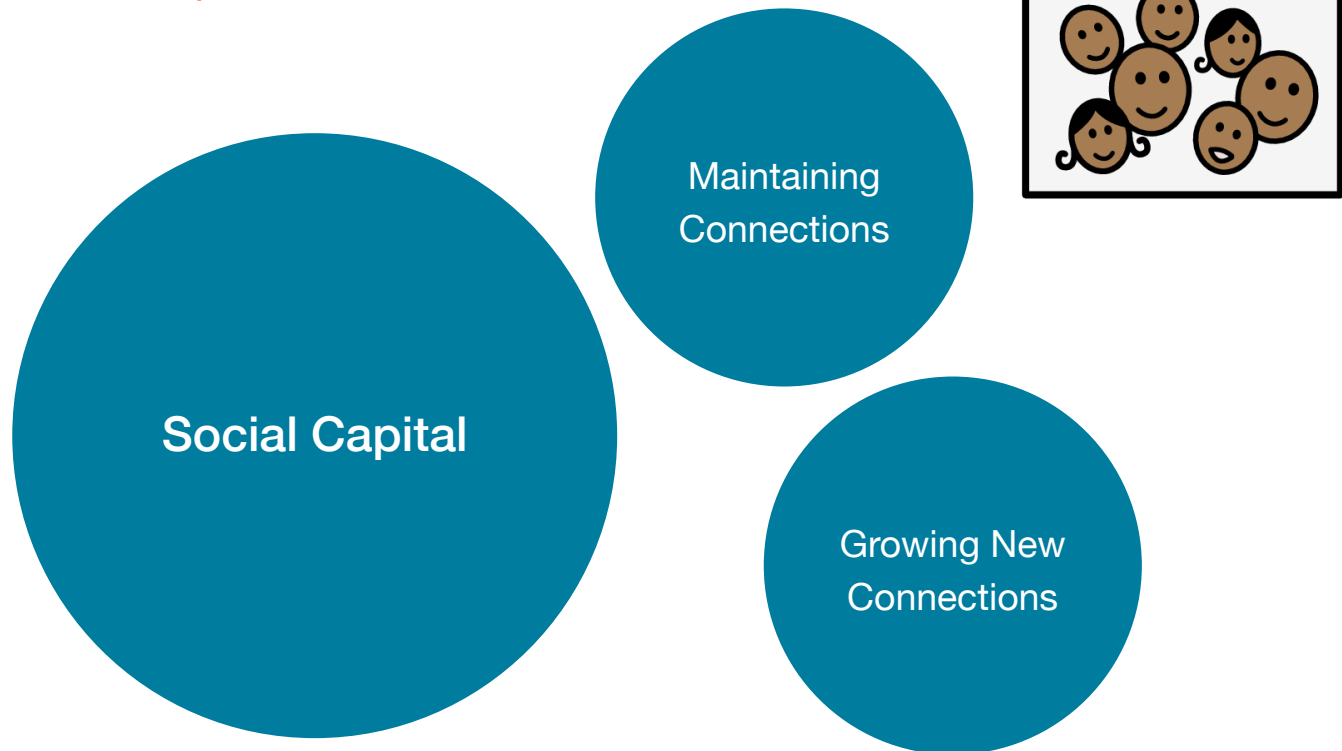 Social Capital
Maintaining
Connections
Growing New
Connections